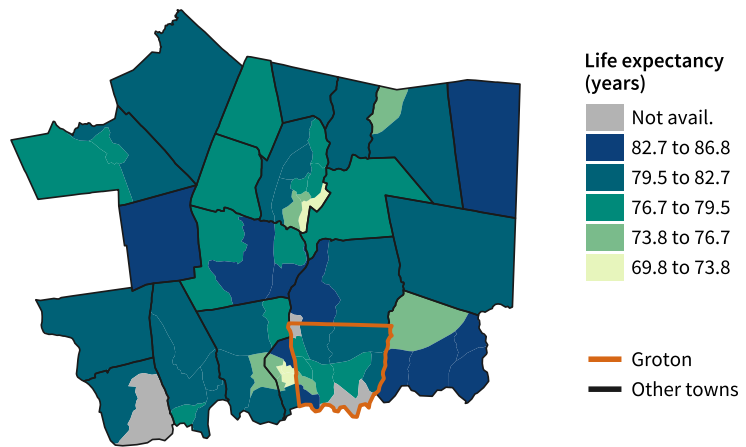 Life expectancy
(years)
Not avail.
82.7 to 86.8
79.5 to 82.7
76.7 to 79.5
73.8 to 76.7
69.8 to 73.8
Groton
Other towns